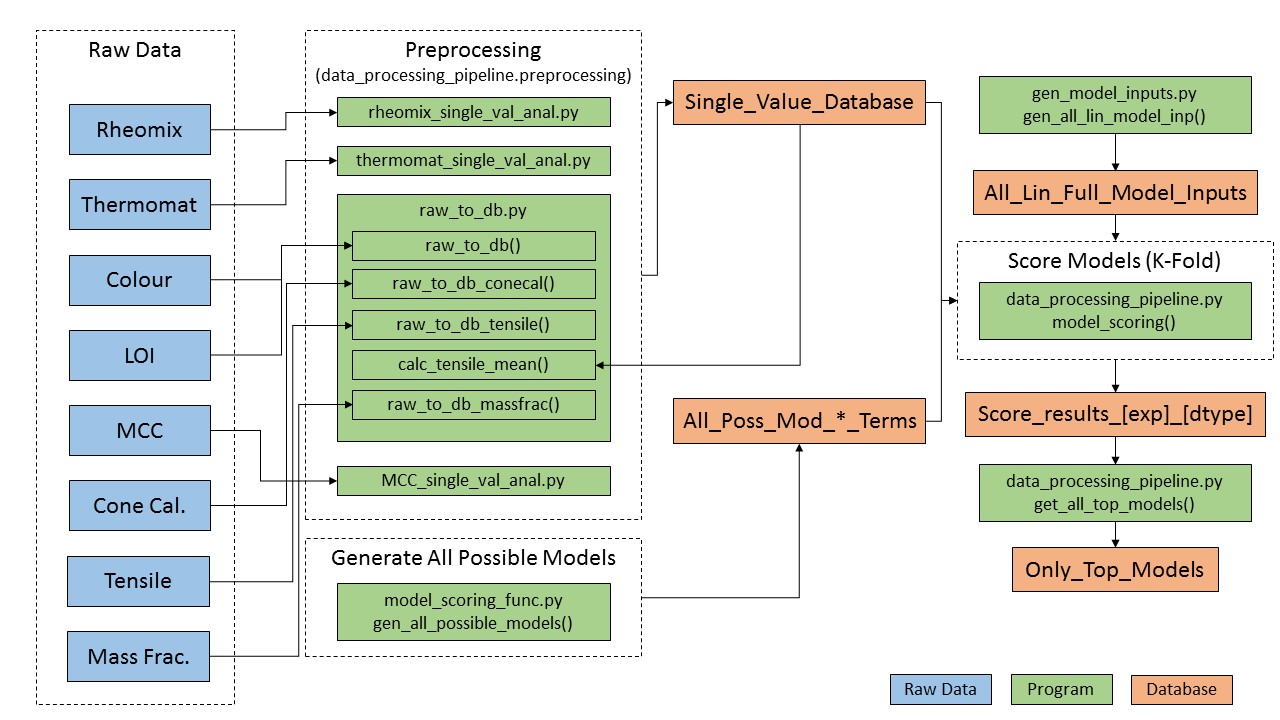 Raw Data
Rheomix
Thermomat
Colour
LOI
MCC
Cone Cal.
Tensile
Mass Frac.
Preprocessing
(data_processing_pipeline.preprocessing)
rheomix_single_val_anal.py
thermomat_single_val_anal.py
raw_to_db.py
raw_to_db()
raw_to_db_conecal()
raw_to_db_tensile()
calc_tensile_mean()
raw_to_db_massfrac()
MCC_single_val_anal.py
Generate All Possible Models
model_scoring_func.py
gen_all_possible_models()
Single_Value_Database
All_Poss_Mod_*_Terms
gen_model_inputs.py
gen_all_lin_model_inp()
All_Lin_Full_Model_Inputs
Score Models (K-Fold)
data_processing_pipeline.py
model_scoring()
Score_results_[exp]_[dtype]
data_processing_pipeline.py
get_all_top_models()
Only_Top_Models
Raw Data
Program
Database